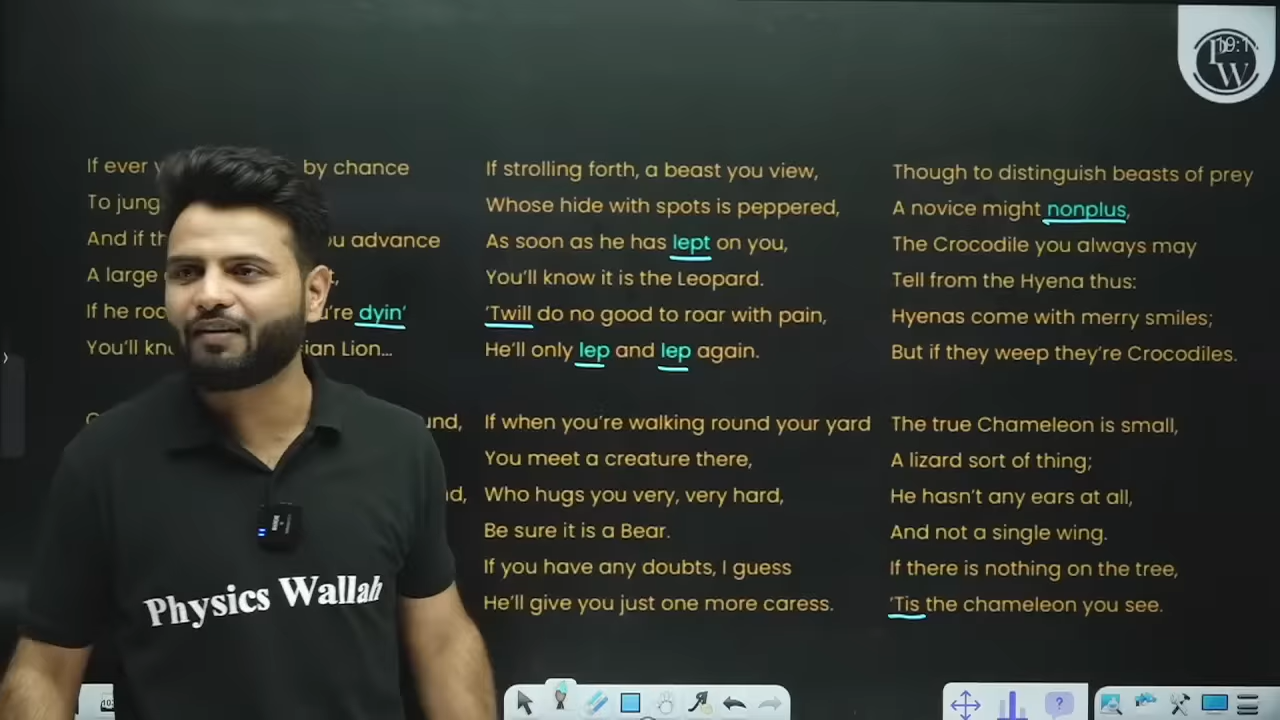 If ever by chance
To jung
And if th ou advance
A large
If he roa u're dyin'
You'll kn ian Lion...
und,
nd,
If strolling forth, a beast you view,
Whose hide with spots is peppered,
As soon as he has lept on you,
You'll know it is the Leopard.
'Twill do no good to roar with pain,
He'll only lep and lep again.
If when you're walking round your yard
You meet a creature there,
Who hugs you very, very hard,
Be sure it is a Bear.
If you have any doubts, I guess
He'll give you just one more caress.
Though to distinguish beasts of prey
A novice might nonplus,
The Crocodile you always may
Tell from the Hyena thus:
Hyenas come with merry smiles;
But if they weep they're Crocodiles.
The true Chameleon is small,
A lizard sort of thing;
He hasn't any ears at all,
And not a single wing.
If there is nothing on the tree,
'Tis the chameleon you see.
Physics Wallah
PW
19:1